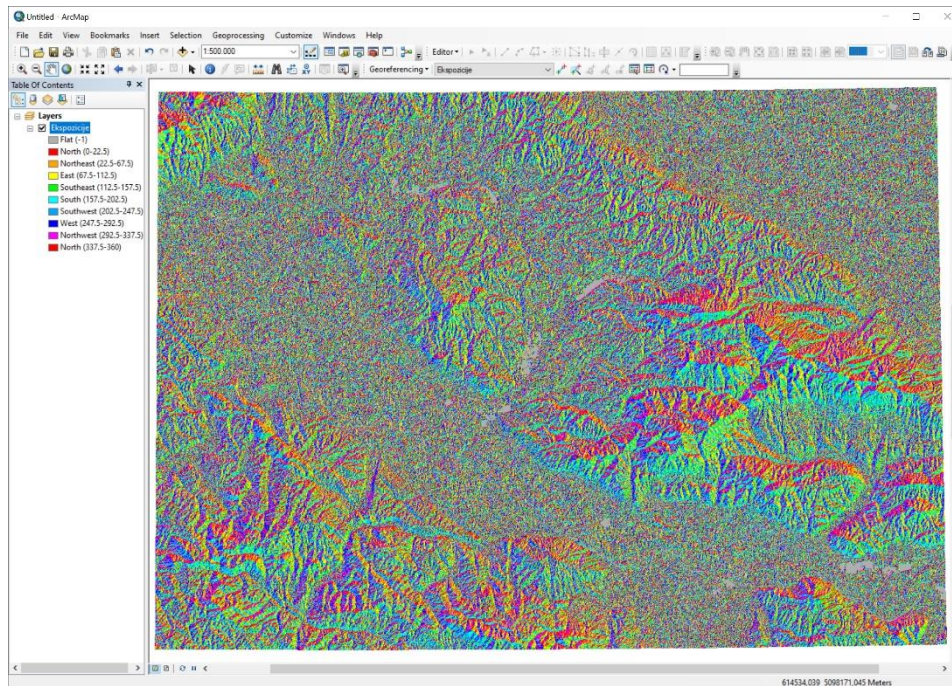 Untitled - ArcMap
File Edit View Bookmarks Insert Selection Geoprocessing Customize Windows Help
1:500.000
Editor
Georeferencing
Ekspozicije
Table Of Contents
Layers
Ekspozicije
Flat (-1)
North (0-22.5)
Northeast (22.5-67.5)
East (67.5-112.5)
Southeast (112.5-157.5)
South (157.5-202.5)
Southwest (202.5-247.5)
West (247.5-292.5)
Northwest (292.5-337.5)
North (337.5-360)
614534,039 5098171,045 Meters